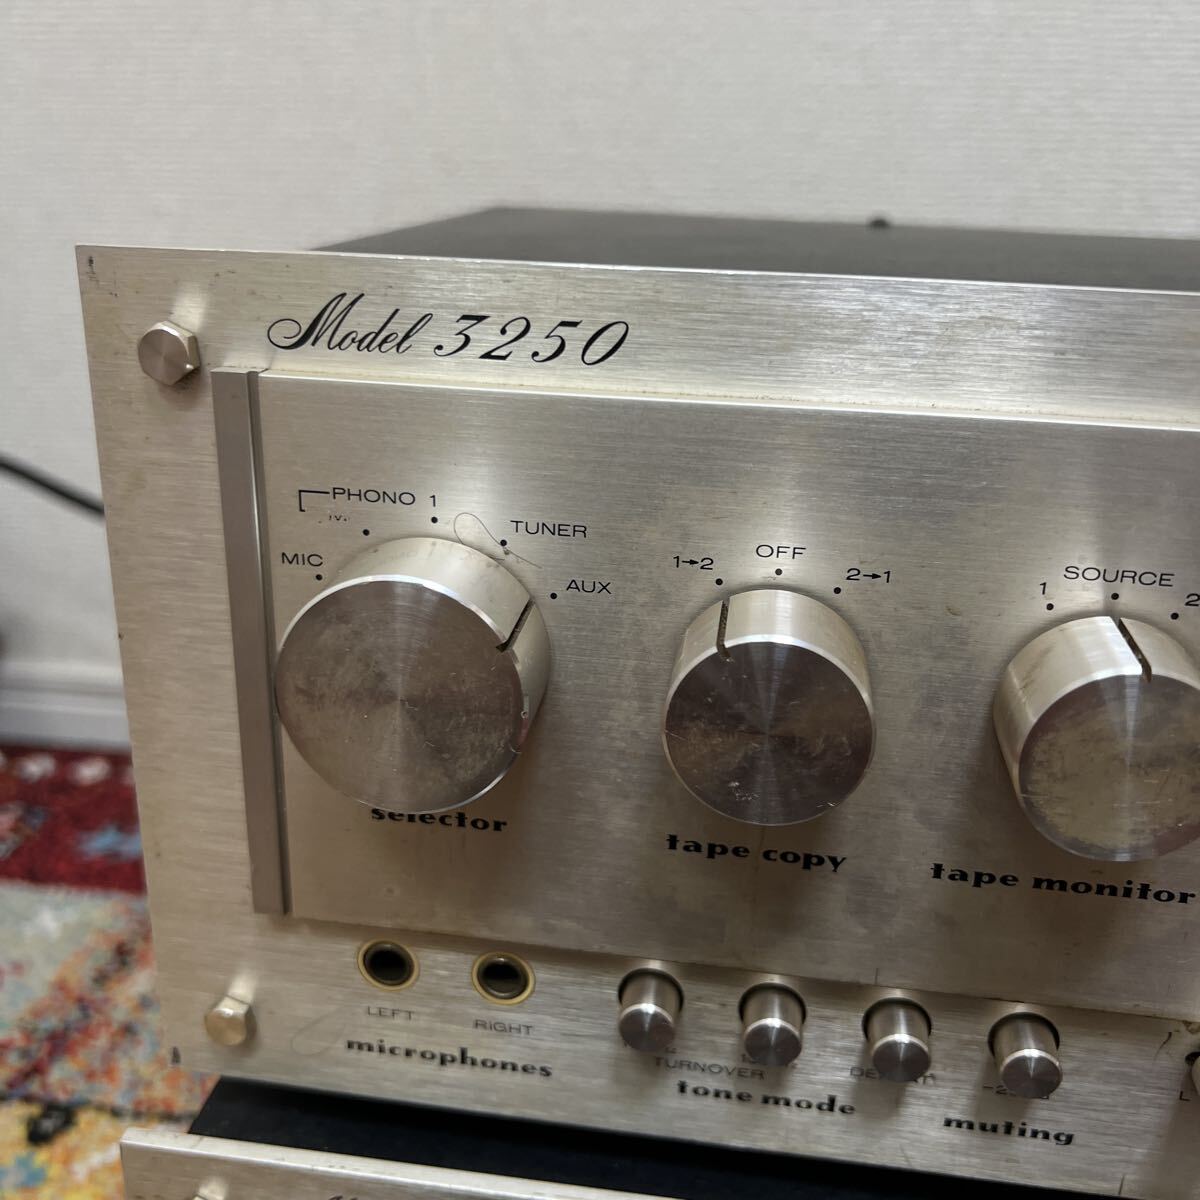 Model 3250
PHONO 1
TUNER
MIC
AUX
selector
OFF
1→2
2→1
tape copy
SOURCE
1
2
tape monitor
LEFT
RIGHT
microphones
TURNOVER
tone mode
muting
L